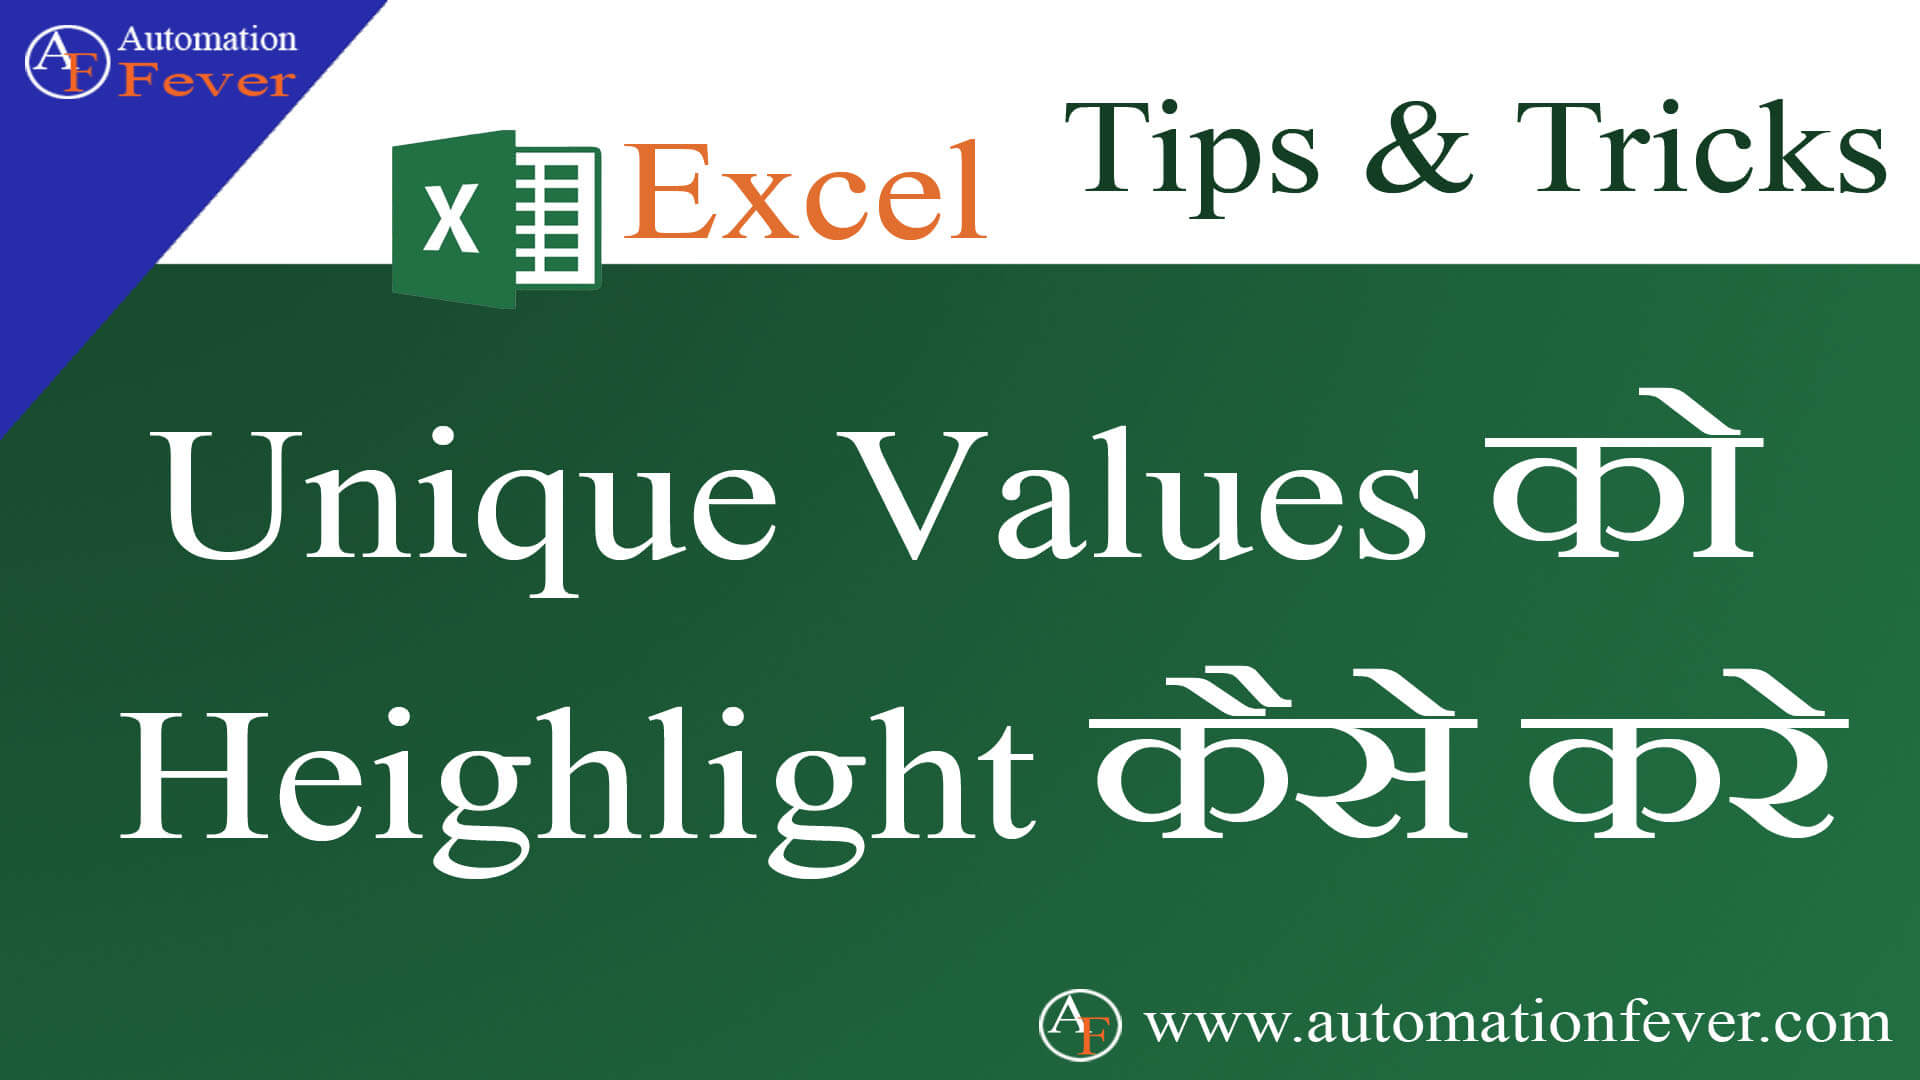 AF Automation
Fever
X Excel Tips & Tricks
Unique Values को
Heighlight कैसे करे
AF www.automationfever.com